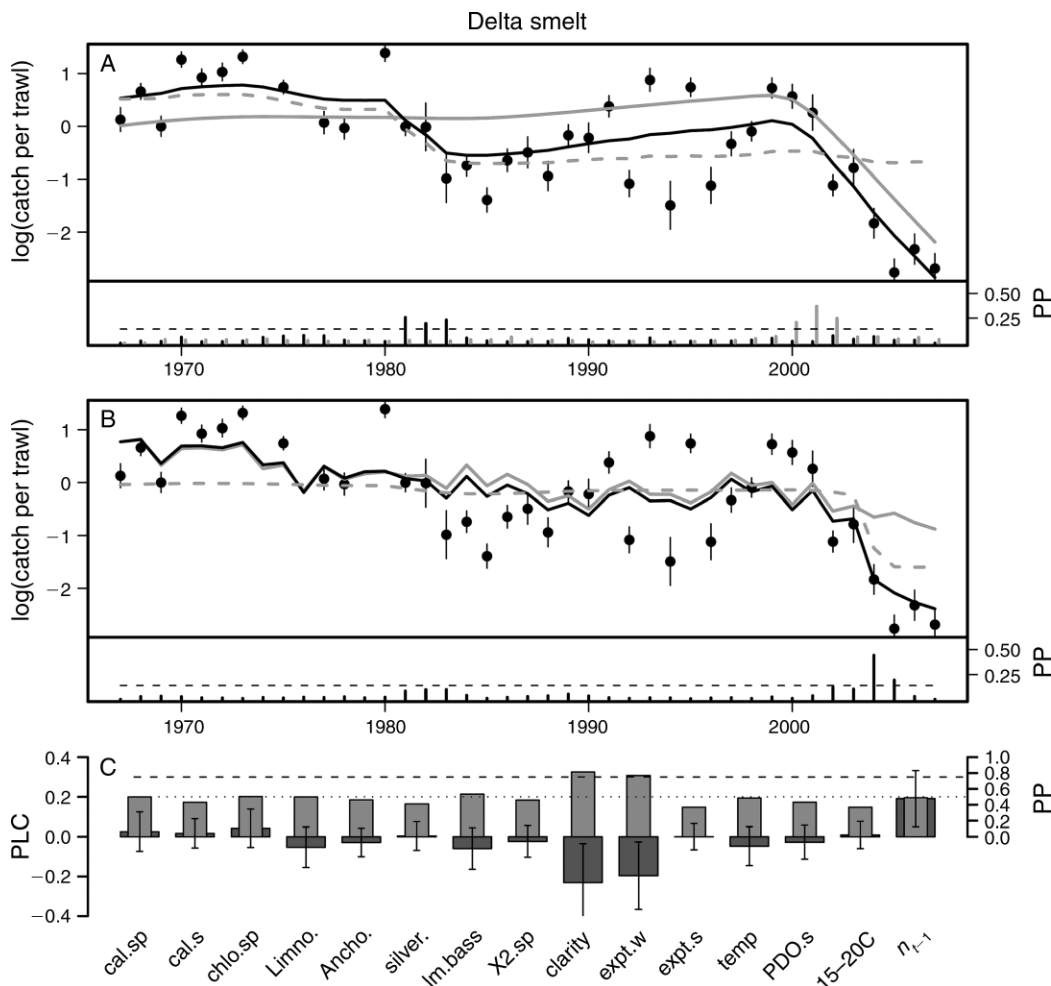 Delta smelt
A
log(catch per trawl)
1
0
−1
−2
0.50
0.25
PP
1970
1980
1990
2000
B
log(catch per trawl)
1
0
−1
−2
0.50
0.25
PP
1970
1980
1990
2000
C
PLC
0.4
0.2
0.0
−0.2
−0.4
1.0
0.8
0.6
0.4
0.2
0.0
PP
cal.sp
cal.s
chlo.sp
Limno.
Ancho.
silver.
lm.bass
X2.sp
clarity
expt.w
expt.s
temp
PDO.s
15−20C
n_{t−1}